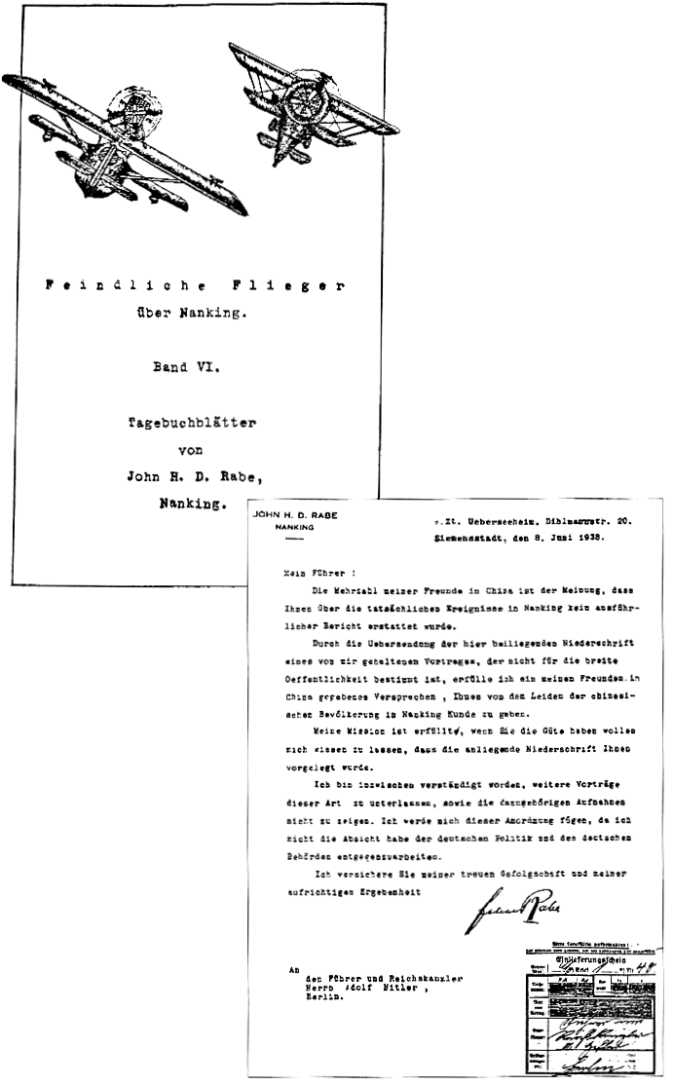 Feindliche Flieger
über Nanking.
Band VI.
Tagebuchblätter
von
John H. D. Rabe,
Nanking.
JOHN H. D. RABE
NANKING
z.Zt. Ueberseeheim, Dihlmannstr. 20.
Siemensstadt, den 8. Juni 1938.
Mein Führer !
Die Mehrzahl meiner Freunde in China ist der Meinung, dass
Ihnen über die tatsächlichen Ereignisse in Nanking kein ausführ-
licher Bericht erstattet wurde.
Durch die Uebersendung der hier beiliegenden Niederschrift
eines von mir gehaltenen Vortrages, der nicht für die breite
Oeffentlichkeit bestimmt ist, erfülle ich ein meinen Freunden in
China gegebenes Versprechen , Ihnen von den Leiden der chinesi-
schen Bevölkerung in Nanking Kunde zu geben.
Meine Mission ist erfüllt, wenn Sie die Güte haben wollen
mich wissen zu lassen, dass die anliegende Niederschrift Ihnen
vorgelegt wurde.
Ich bin inzwischen verständigt worden, weitere Vorträge
dieser Art zu unterlassen, sowie die dazugehörigen Aufnahmen
nicht zu zeigen. Ich werde mich dieser Anordnung fügen, da ich
nicht die Absicht habe der deutschen Politik und den deutschen
Behörden entgegenzuarbeiten.
Ich versichere Sie meiner treuen Gefolgschaft und meiner
aufrichtigen Ergebenheit
John Rabe
An
den Führer und Reichskanzler
Herrn Adolf Hitler ,
Berlin.
Einlieferungsschein
Berlin